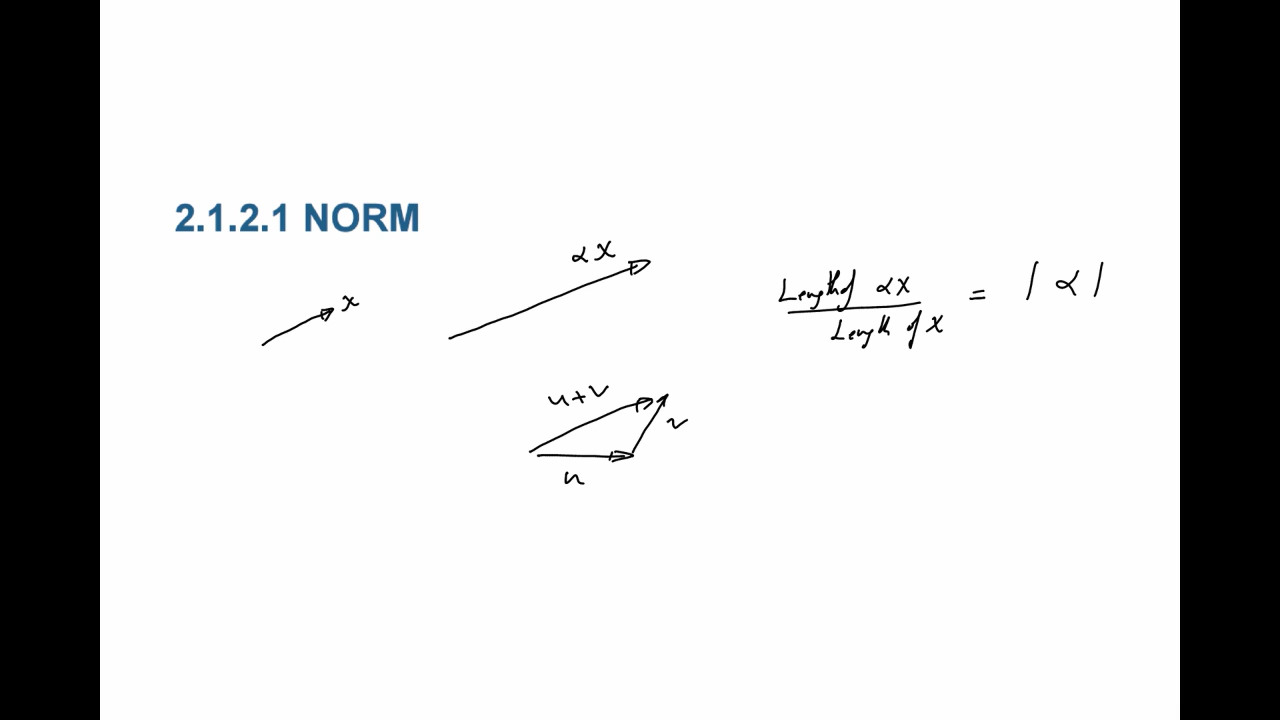 2.1.2.1 NORM
x
αx
Length of αx
Length of x
= |α|
u+v
v
u